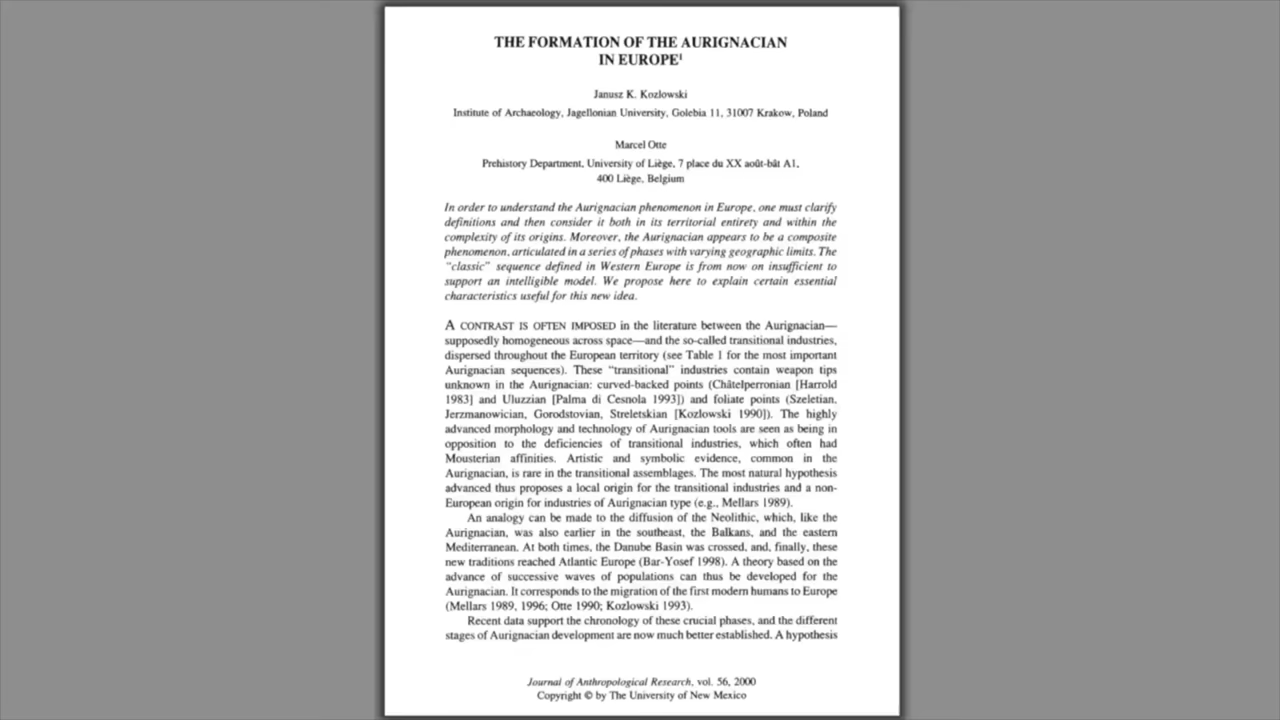 THE FORMATION OF THE AURIGNACIAN
IN EUROPE¹
Janusz K. Kozlowski
Institute of Archaeology, Jagellonian University, Golebia 11, 31007 Krakow, Poland
Marcel Otte
Prehistory Department, University of Liège, 7 place du XX août-bât A1,
400 Liège, Belgium
In order to understand the Aurignacian phenomenon in Europe, one must clarify
definitions and then consider it both in its territorial entirety and within the
complexity of its origins. Moreover, the Aurignacian appears to be a composite
phenomenon, articulated in a series of phases with varying geographic limits. The
"classic" sequence defined in Western Europe is from now on insufficient to
support an intelligible model. We propose here to explain certain essential
characteristics useful for this new idea.
A CONTRAST IS OFTEN IMPOSED in the literature between the Aurignacian—
supposedly homogeneous across space—and the so-called transitional industries,
dispersed throughout the European territory (see Table 1 for the most important
Aurignacian sequences). These "transitional" industries contain weapon tips
unknown in the Aurignacian: curved-backed points (Châtelperronian [Harrold
1983] and Uluzzian [Palma di Cesnola 1993]) and foliate points (Szeletian,
Jerzmanowician, Gorodstovian, Streletskian [Kozlowski 1990]). The highly
advanced morphology and technology of Aurignacian tools are seen as being in
opposition to the deficiencies of transitional industries, which often had
Mousterian affinities. Artistic and symbolic evidence, common in the
Aurignacian, is rare in the transitional assemblages. The most natural hypothesis
advanced thus proposes a local origin for the transitional industries and a non-
European origin for industries of Aurignacian type (e.g., Mellars 1989).
An analogy can be made to the diffusion of the Neolithic, which, like the
Aurignacian, was also earlier in the southeast, the Balkans, and the eastern
Mediterranean. At both times, the Danube Basin was crossed, and, finally, these
new traditions reached Atlantic Europe (Bar-Yosef 1998). A theory based on the
advance of successive waves of populations can thus be developed for the
Aurignacian. It corresponds to the migration of the first modern humans to Europe
(Mellars 1989, 1996; Otte 1990; Kozlowski 1993).
Recent data support the chronology of these crucial phases, and the different
stages of Aurignacian development are now much better established. A hypothesis
Journal of Anthropological Research, vol. 56, 2000
Copyright © by The University of New Mexico